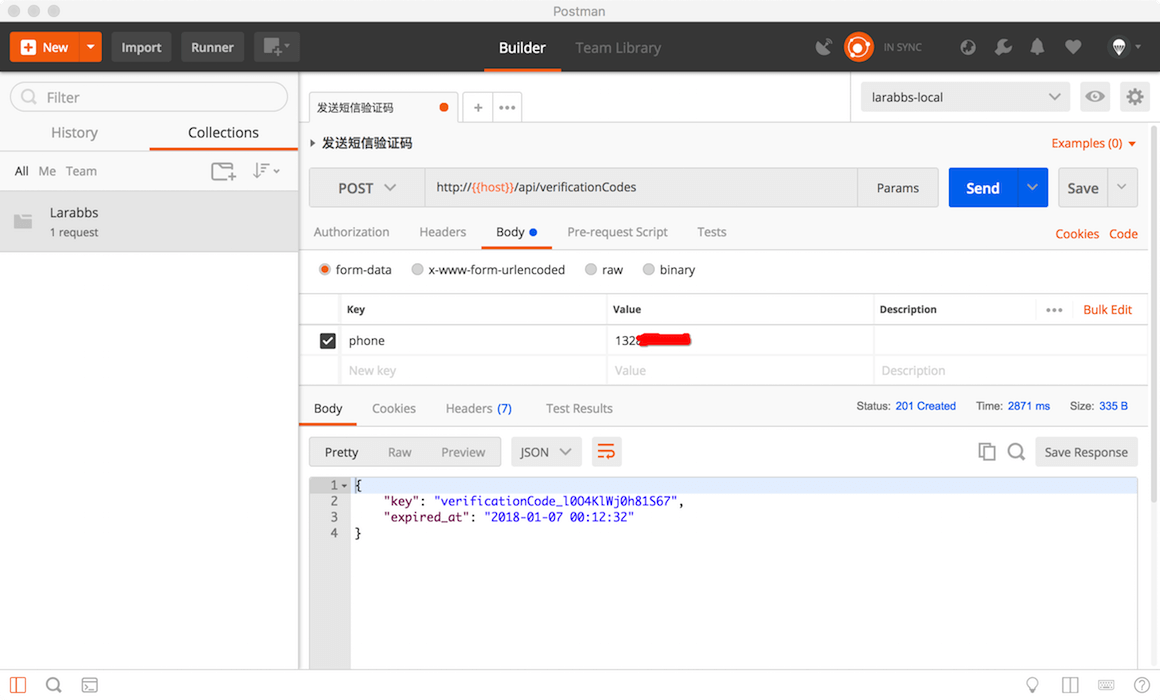 Postman
New
Import
Runner
Builder
Team Library
IN SYNC
Filter
History
Collections
All Me Team
Larabbs
1 request
发送短信验证码
larabbs-local
发送短信验证码
Examples (0)
POST
http://{{host}}/api/verificationCodes
Params
Send
Save
Authorization
Headers
Body
Pre-request Script
Tests
Cookies
Code
form-data
x-www-form-urlencoded
raw
binary
Key
Value
Description
Bulk Edit
phone
1328
New key
Value
Description
Body
Cookies
Headers (7)
Test Results
Status: 201 Created
Time: 2871 ms
Size: 335 B
Pretty
Raw
Preview
JSON
Save Response
1 {
2 "key": "verificationCode_l0O4KlWj0h81S67",
3 "expired_at": "2018-01-07 00:12:32"
4 }